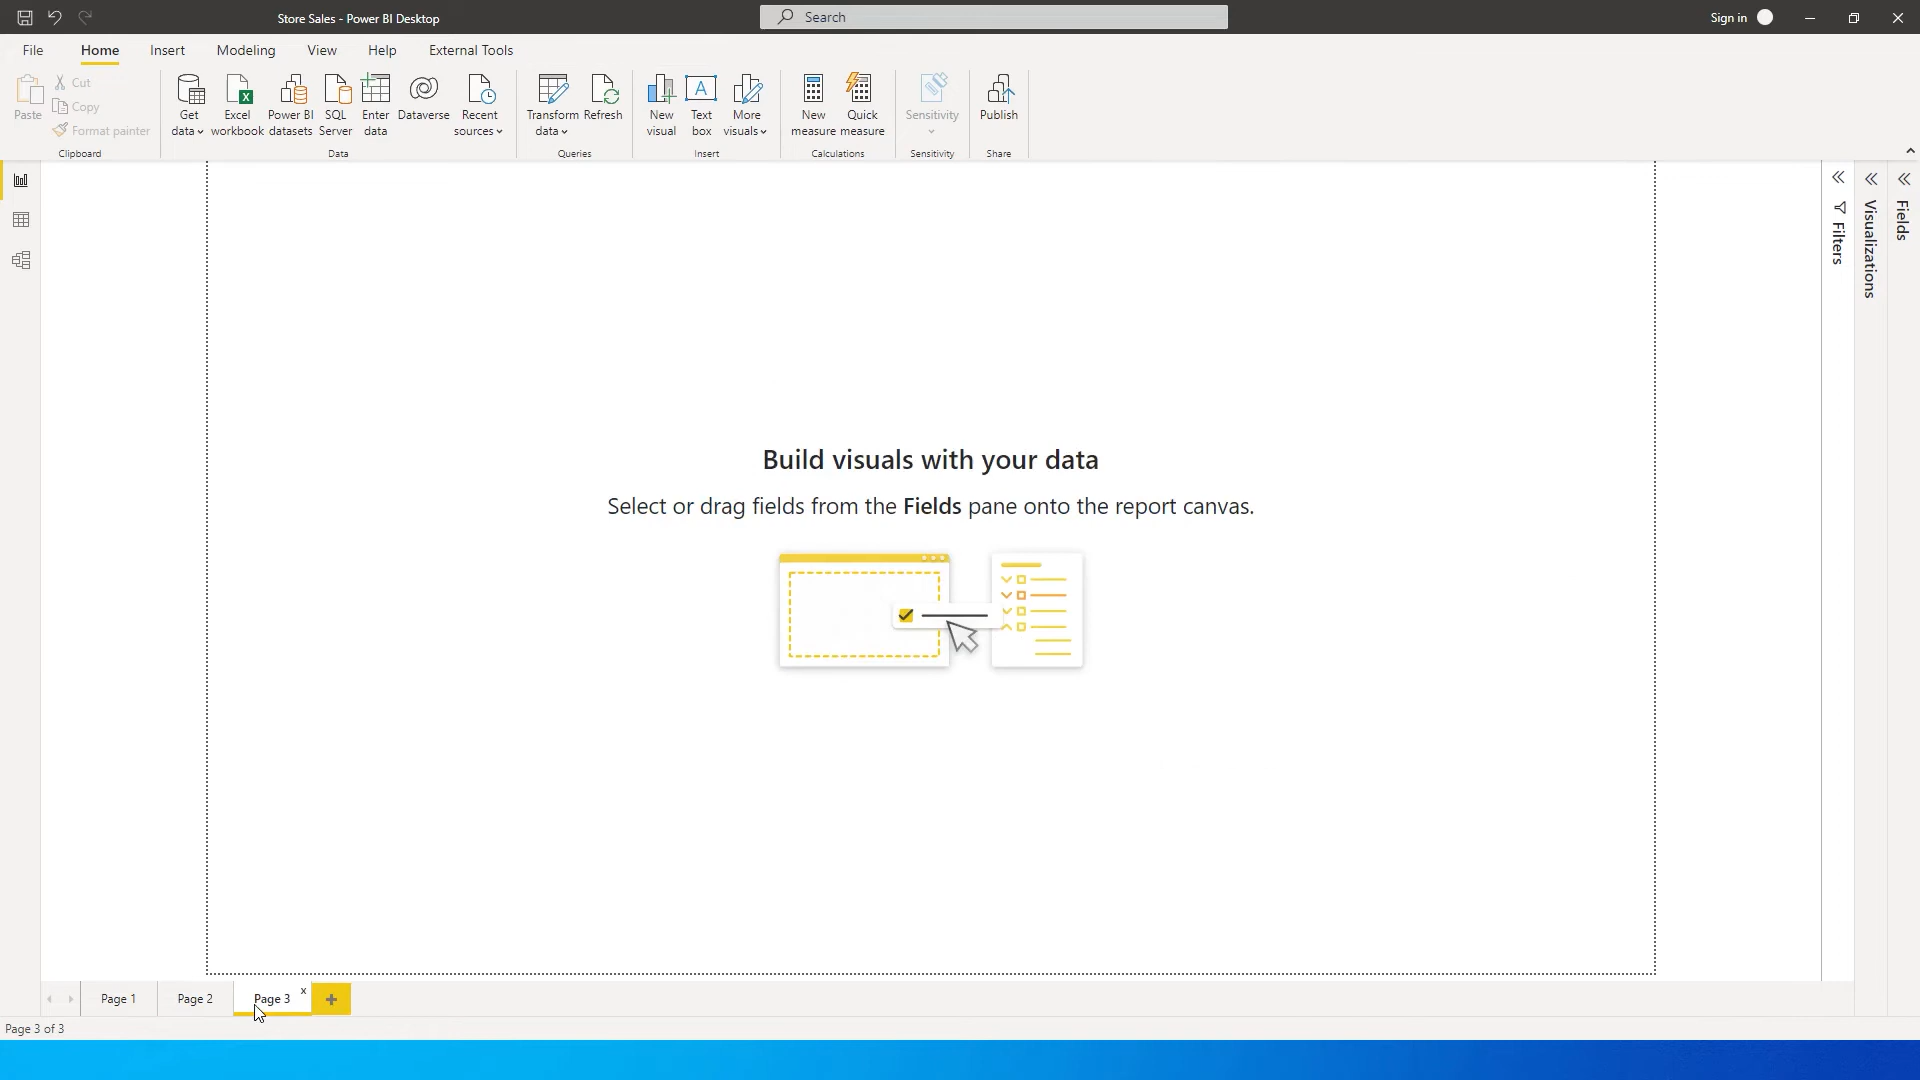 Store Sales - Power BI Desktop
Search
Sign in
File Home Insert Modeling View Help External Tools
Paste
Cut
Copy
Format painter
Clipboard
Get data
Excel workbook
Power BI datasets
SQL Server
Enter data
Dataverse
Recent sources
Data
Transform data
Refresh
Queries
New visual
Text box
More visuals
Insert
New measure
Quick measure
Calculations
Sensitivity
Sensitivity
Publish
Share
Filters
Visualizations
Fields
Build visuals with your data
Select or drag fields from the Fields pane onto the report canvas.
Page 1 Page 2 Page 3 x +
Page 3 of 3